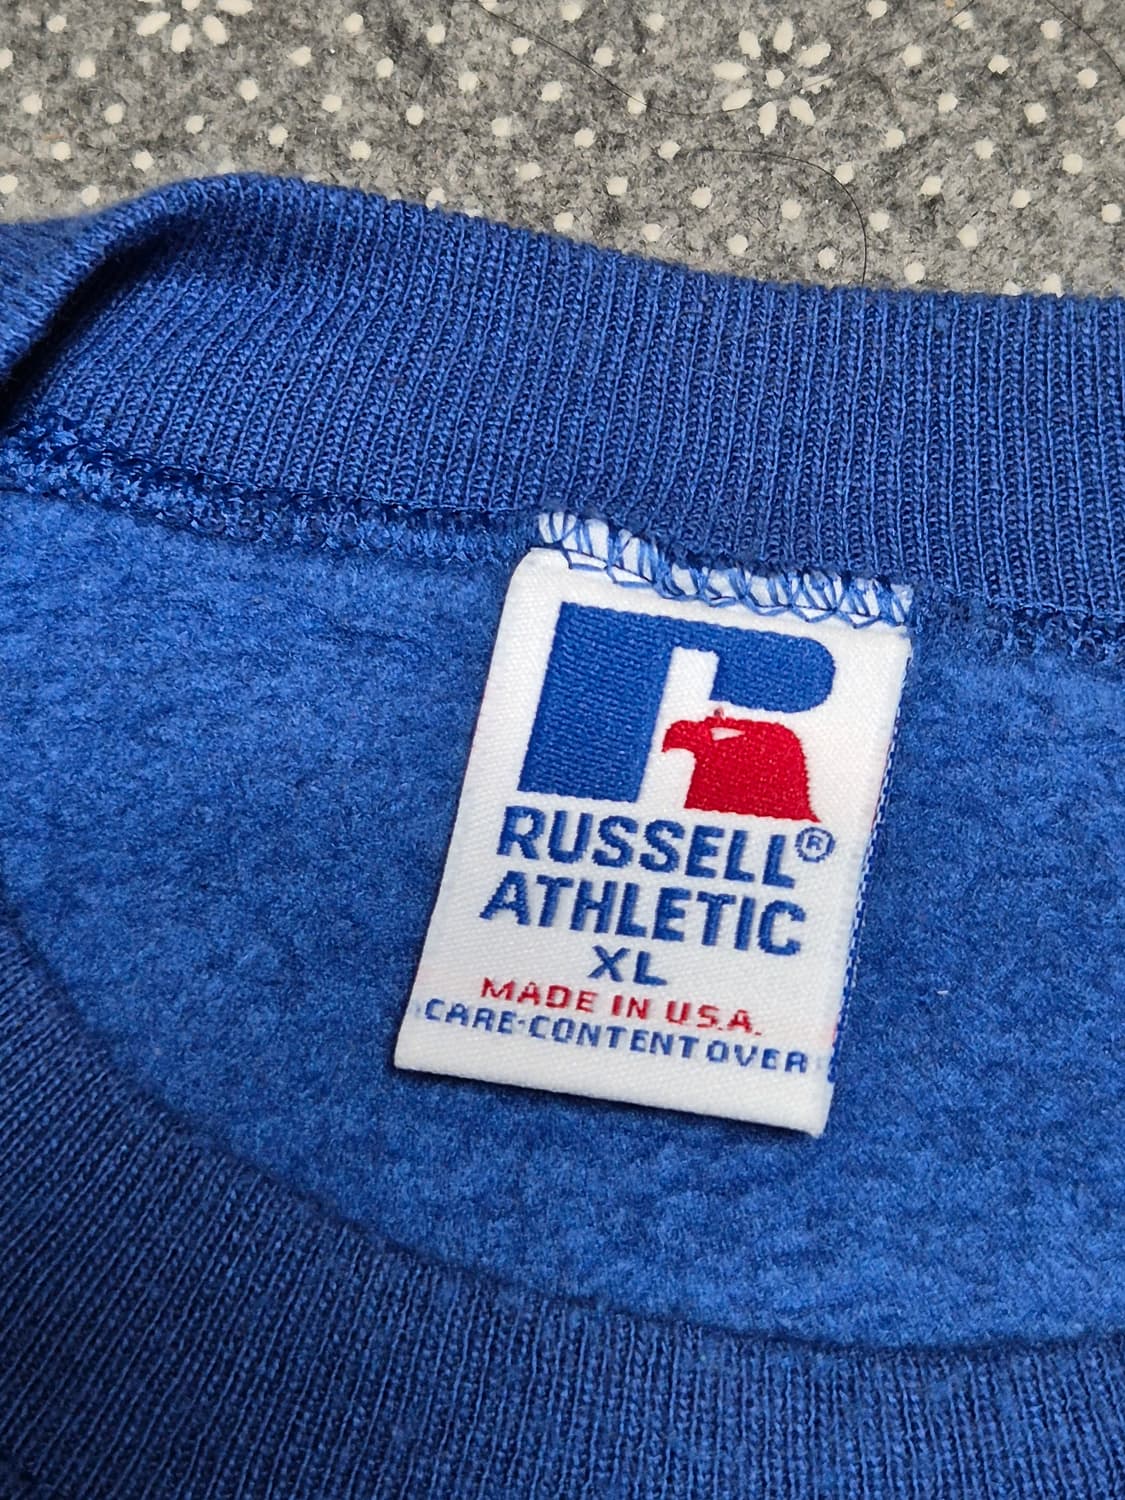 R
RUSSELL®
ATHLETIC
XL
MADE IN U.S.A.
CARE-CONTENT OVER